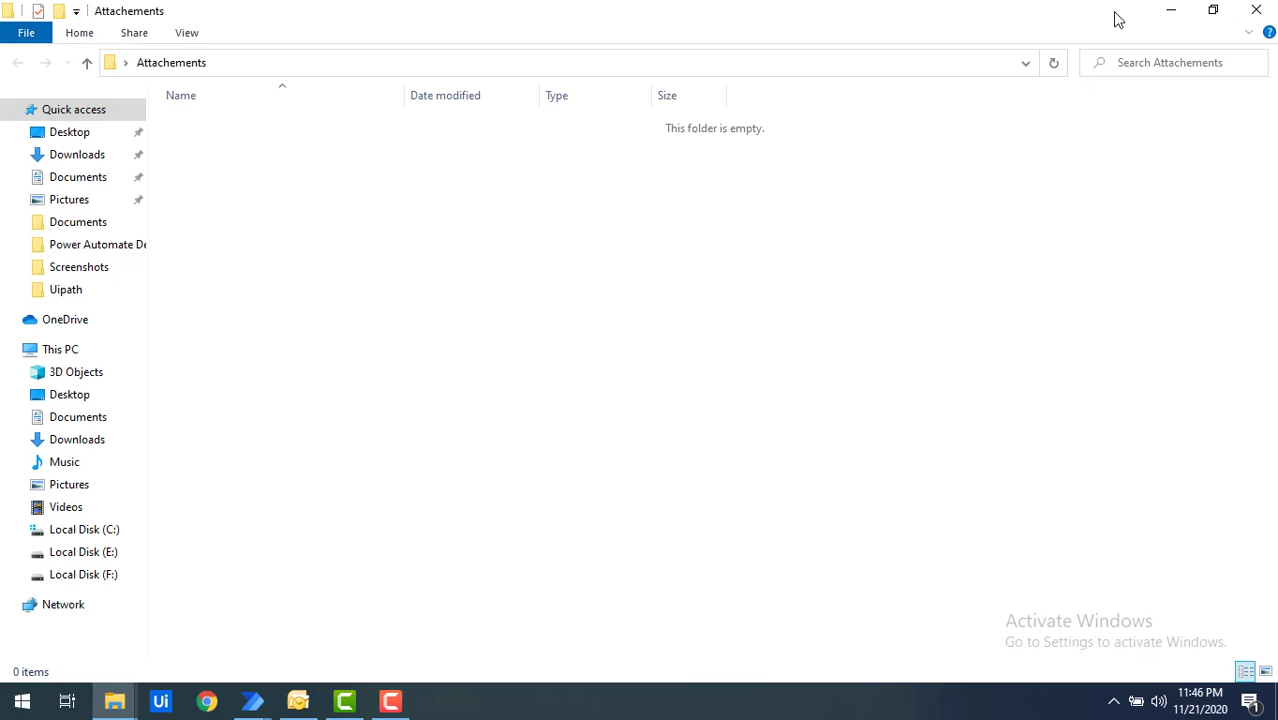 Attachements
File Home Share View
Attachements
Search Attachements
Name Date modified Type Size
This folder is empty.
Quick access
Desktop
Downloads
Documents
Pictures
Documents
Power Automate De
Screenshots
Uipath
OneDrive
This PC
3D Objects
Desktop
Documents
Downloads
Music
Pictures
Videos
Local Disk (C:)
Local Disk (E:)
Local Disk (F:)
Network
Activate Windows
Go to Settings to activate Windows.
0 items
Ui
11:46 PM
11/21/2020
1